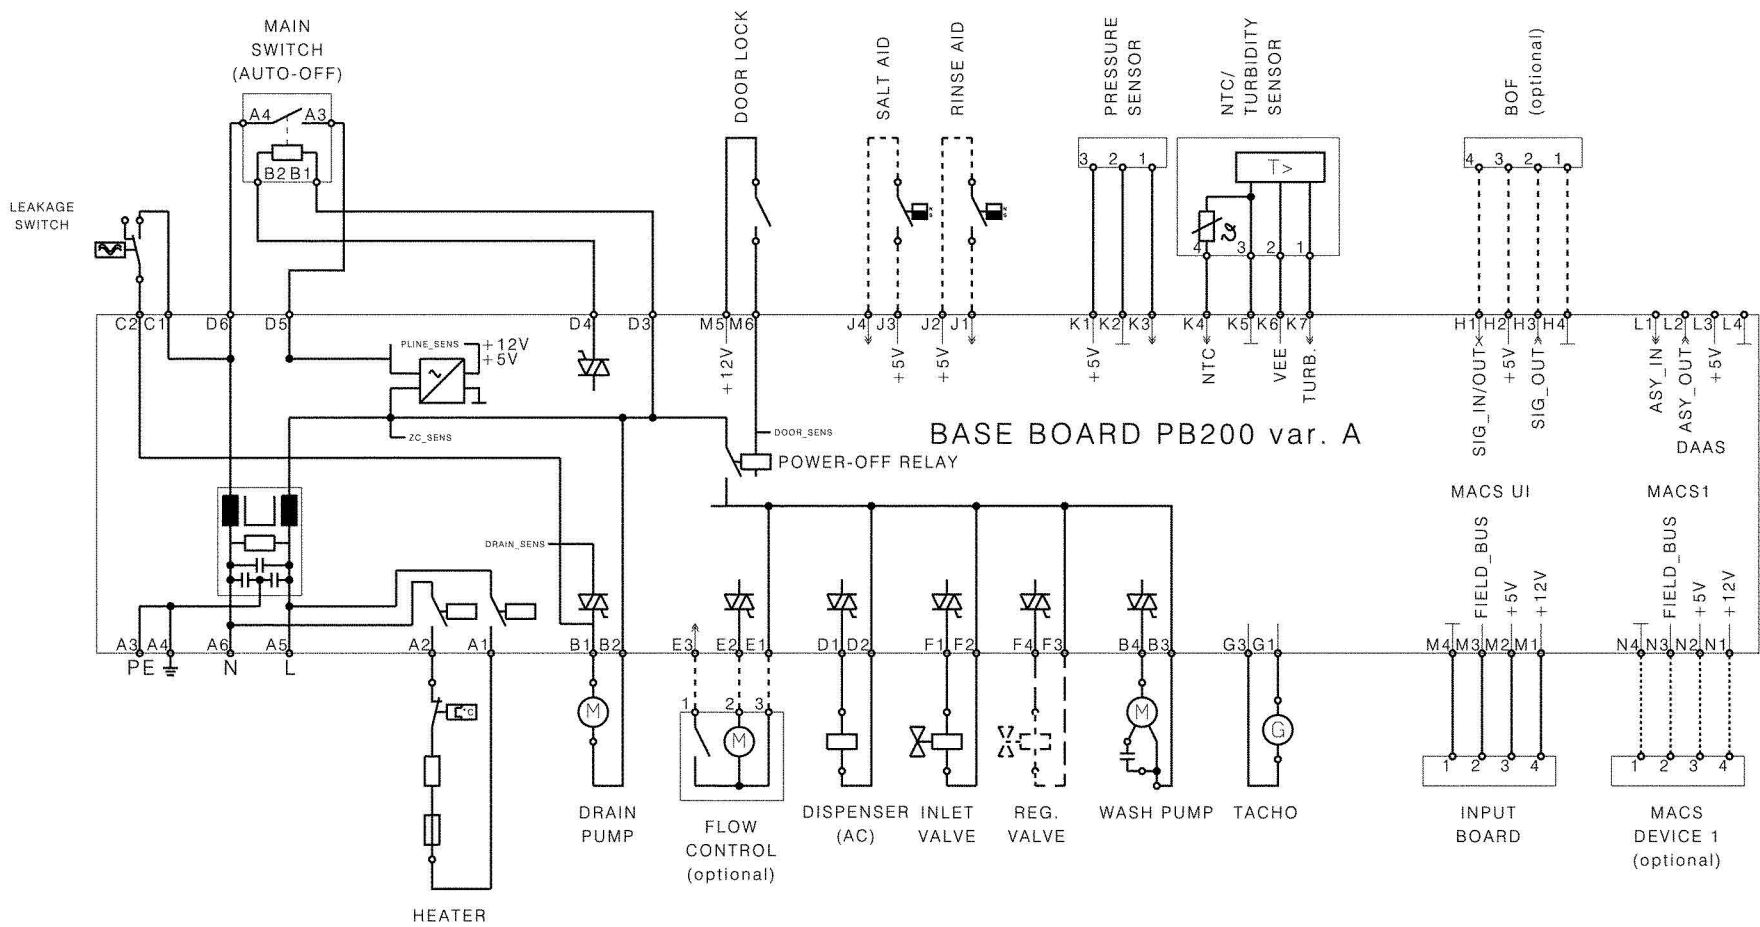 MAIN
SWITCH
(AUTO-OFF)
DOOR LOCK
SALT AID
RINSE AID
PRESSURE
SENSOR
NTC/
TURBIDITY
SENSOR
BOF
(optional)
A4 A3
B2 B1
LEAKAGE
SWITCH
3 2 1
T>
4 3 2 1
4 3 2 1
°C
C2 C1 D6 D5 D4 D3 M5 M6 J4 J3 J2 J1 K1 K2 K3 K4 K5 K6 K7 H1 H2 H3 H4 L1 L2 L3 L4
PLINE_SENS
+12V
+5V
ZC_SENS
+12V
+5V
+5V
+5V
NTC
VEE
TURB.
SIG_IN/OUT
+5V
SIG_OUT
ASY_IN
ASY_OUT
+5V
DAAS
DOOR_SENS
BASE BOARD PB200 var. A
POWER-OFF RELAY
MACS UI
MACS1
DRAIN_SENS
FIELD_BUS
+5V
+12V
FIELD_BUS
+5V
+12V
A3 A4 A6 A5 A2 A1 B1 B2 E3 E2 E1 D1 D2 F1 F2 F4 F3 B4 B3 G3 G1 M4 M3 M2 M1 N4 N3 N2 N1
PE N L
1 2 3
M
M
M
G
1 2 3 4
1 2 3 4
DRAIN
PUMP
FLOW
CONTROL
(optional)
DISPENSER
(AC)
INLET
VALVE
REG.
VALVE
WASH PUMP
TACHO
INPUT
BOARD
MACS
DEVICE 1
(optional)
HEATER